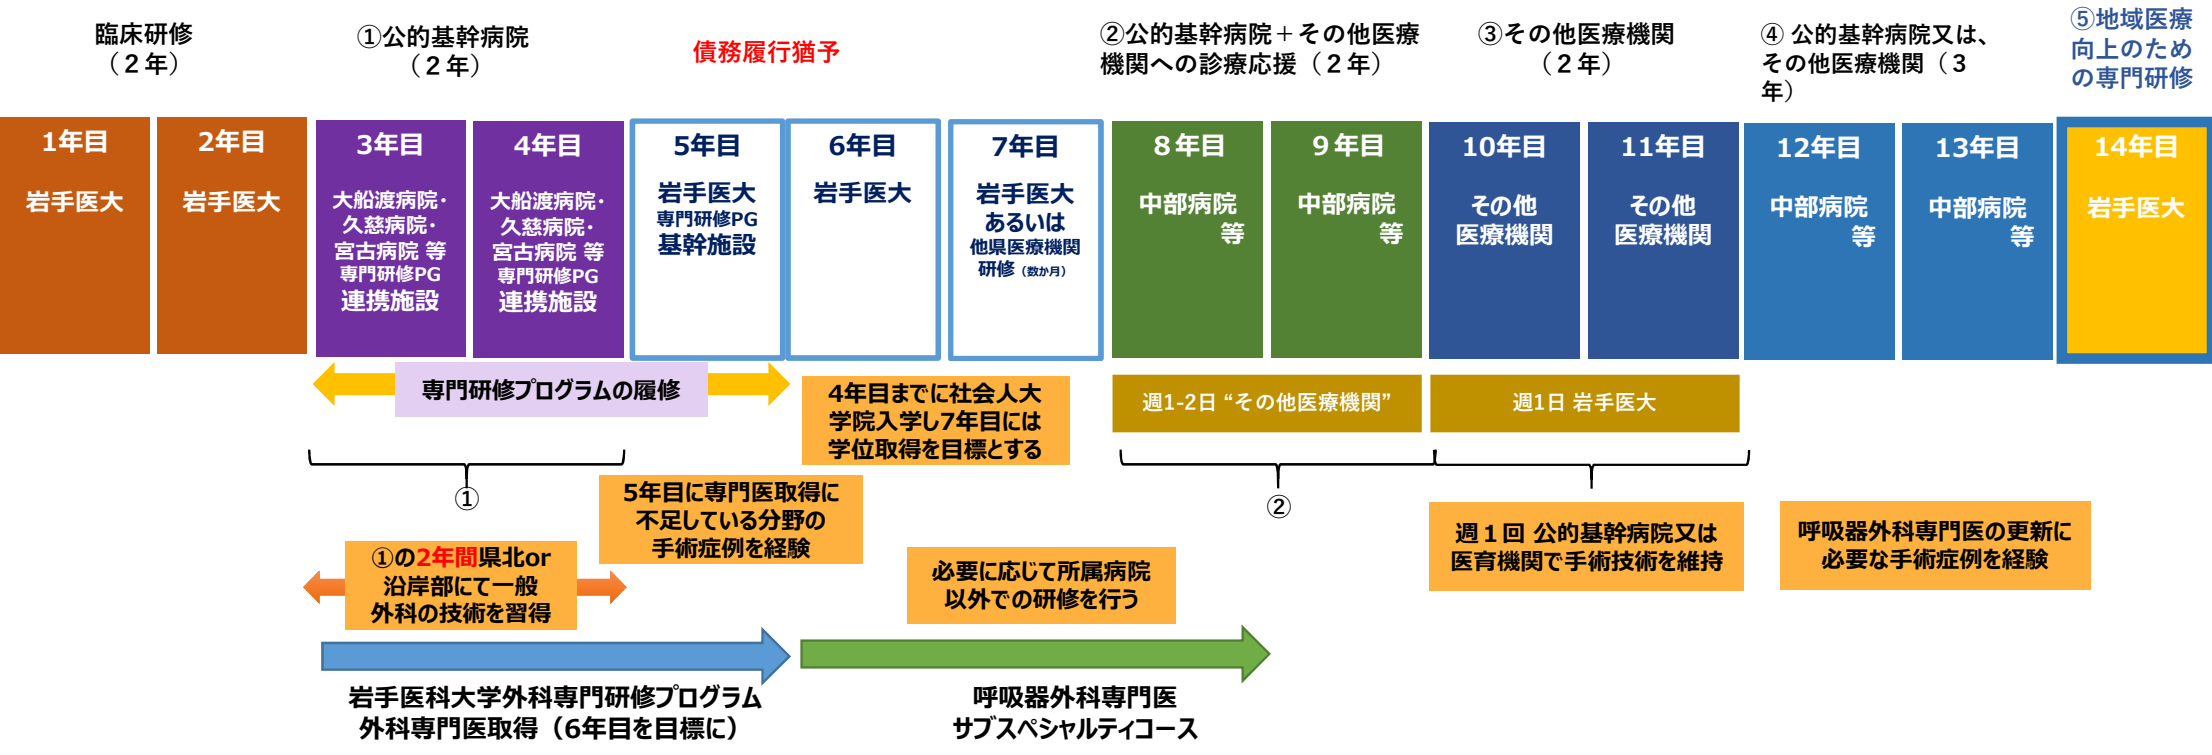 臨床研修
（２年）
①公的基幹病院
（２年）
債務履行猶予
②公的基幹病院＋その他医療
機関への診療応援（２年）
③その他医療機関
（２年）
④ 公的基幹病院又は、
その他医療機関（３
年）
⑤地域医療
向上のため
の専門研修
1年目
岩手医大
2年目
岩手医大
3年目
大船渡病院・
久慈病院・
宮古病院 等
専門研修PG
連携施設
4年目
大船渡病院・
久慈病院・
宮古病院 等
専門研修PG
連携施設
5年目
岩手医大
専門研修PG
基幹施設
6年目
岩手医大
7年目
岩手医大
あるいは
他県医療機関
研修（数か月）
８年目
中部病院
等
９年目
中部病院
等
10年目
その他
医療機関
11年目
その他
医療機関
12年目
中部病院
等
13年目
中部病院
等
14年目
岩手医大
専門研修プログラムの履修
4年目までに社会人大
学院入学し7年目には
学位取得を目標とする
週1-2日 “その他医療機関”
週1日 岩手医大
①
5年目に専門医取得に
不足している分野の
手術症例を経験
②
週１回 公的基幹病院又は
医育機関で手術技術を維持
呼吸器外科専門医の更新に
必要な手術症例を経験
①の2年間県北or
沿岸部にて一般
外科の技術を習得
必要に応じて所属病院
以外での研修を行う
岩手医科大学外科専門研修プログラム
外科専門医取得（6年目を目標に）
呼吸器外科専門医
サブスペシャルティコース